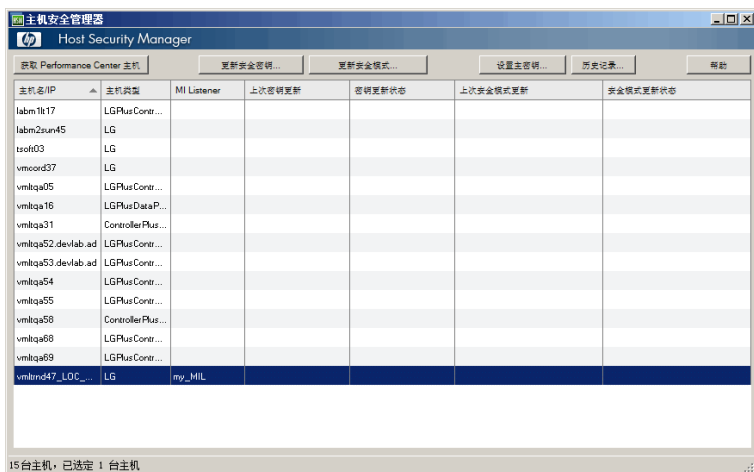 主机安全管理器
hp Host Security Manager
获取 Performance Center 主机 更新安全密钥... 更新安全模式... 设置主密钥... 历史记录... 帮助
主机名/IP 主机类型 MI Listener 上次密钥更新 密钥更新状态 上次安全模式更新 安全模式更新状态
labm1lt17 LGPlusContr...
labm2sun45 LG
tsoft03 LG
vmcord37 LG
vmltqa05 LGPlusContr...
vmltqa16 LGPlusDataP...
vmltqa31 ControllerPlus...
vmltqa52.devlab.ad LGPlusContr...
vmltqa53.devlab.ad LGPlusContr...
vmltqa54 LGPlusContr...
vmltqa55 LGPlusContr...
vmltqa58 ControllerPlus...
vmltqa68 LGPlusContr...
vmltqa69 LGPlusContr...
vmltrnd47_LOC_... LG my_MIL
15台主机，已选定 1 台主机